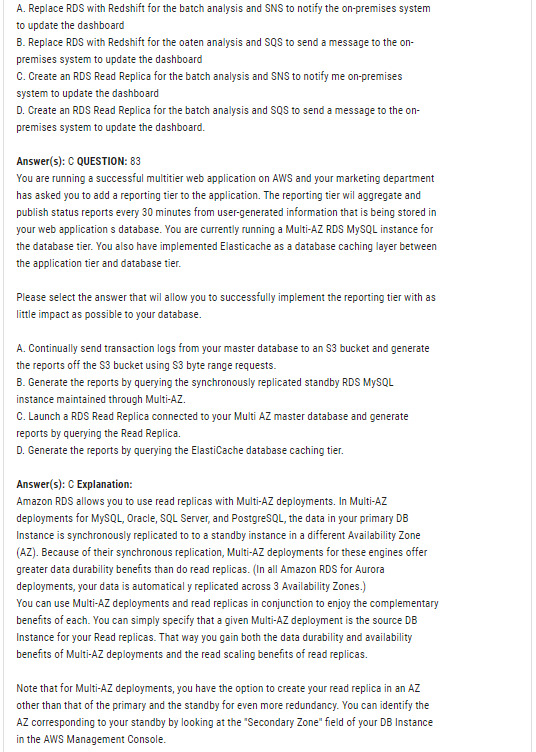 A. Replace RDS with Redshift for the batch analysis and SNS to notify the on-premises system
to update the dashboard
B. Replace RDS with Redshift for the oaten analysis and SQS to send a message to the on-
premises system to update the dashboard
C. Create an RDS Read Replica for the batch analysis and SNS to notify me on-premises
system to update the dashboard
D. Create an RDS Read Replica for the batch analysis and SQS to send a message to the on-
premises system to update the dashboard.
Answer(s): C QUESTION: 83
You are running a successful multitier web application on AWS and your marketing department
has asked you to add a reporting tier to the application. The reporting tier wil aggregate and
publish status reports every 30 minutes from user-generated information that is being stored in
your web application s database. You are currently running a Multi-AZ RDS MySQL instance for
the database tier. You also have implemented Elasticache as a database caching layer between
the application tier and database tier.
Please select the answer that wil allow you to successfully implement the reporting tier with as
little impact as possible to your database.
A. Continually send transaction logs from your master database to an S3 bucket and generate
the reports off the S3 bucket using S3 byte range requests.
B. Generate the reports by querying the synchronously replicated standby RDS MySQL
instance maintained through Multi-AZ.
C. Launch a RDS Read Replica connected to your Multi AZ master database and generate
reports by querying the Read Replica.
D. Generate the reports by querying the ElastiCache database caching tier.
Answer(s): C Explanation:
Amazon RDS allows you to use read replicas with Multi-AZ deployments. In Multi-AZ
deployments for MySQL, Oracle, SQL Server, and PostgreSQL, the data in your primary DB
Instance is synchronously replicated to to a standby instance in a different Availability Zone
(AZ). Because of their synchronous replication, Multi-AZ deployments for these engines offer
greater data durability benefits than do read replicas. (In all Amazon RDS for Aurora
deployments, your data is automatical y replicated across 3 Availability Zones.)
You can use Multi-AZ deployments and read replicas in conjunction to enjoy the complementary
benefits of each. You can simply specify that a given Multi-AZ deployment is the source DB
Instance for your Read replicas. That way you gain both the data durability and availability
benefits of Multi-AZ deployments and the read scaling benefits of read replicas.
Note that for Multi-AZ deployments, you have the option to create your read replica in an AZ
other than that of the primary and the standby for even more redundancy. You can identify the
AZ corresponding to your standby by looking at the "Secondary Zone" field of your DB Instance
in the AWS Management Console.